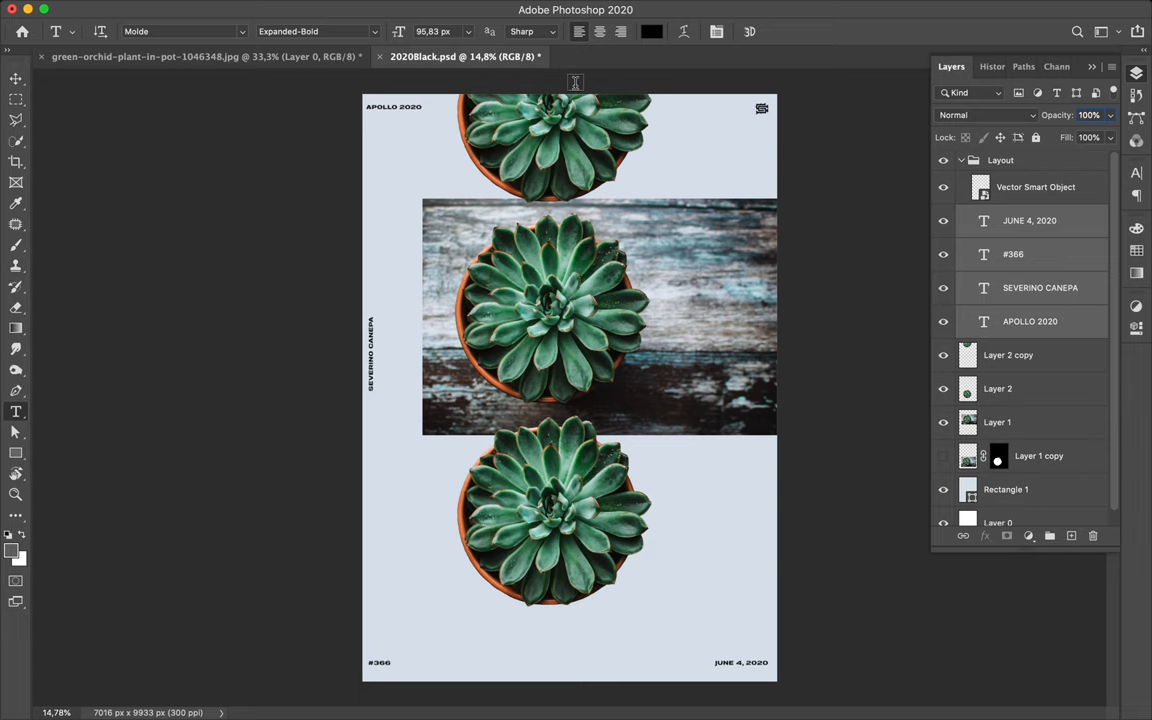 Adobe Photoshop 2020
Molde
Expanded-Bold
95,83 px
aa
Sharp
3D
green-orchid-plant-in-pot-1046348.jpg @ 33,3% (Layer 0, RGB/8) *
2020Black.psd @ 14,8% (RGB/8) *
APOLLO 2020
SEVERINO CANEPA
#366
JUNE 4, 2020
Layers
Histor
Paths
Chann
Kind
Normal
Opacity: 100%
Lock:
Fill: 100%
Layout
Vector Smart Object
JUNE 4, 2020
#366
SEVERINO CANEPA
APOLLO 2020
Layer 2 copy
Layer 2
Layer 1
Layer 1 copy
Rectangle 1
Layer 0
fx
14,78%
7016 px x 9933 px (300 ppi)